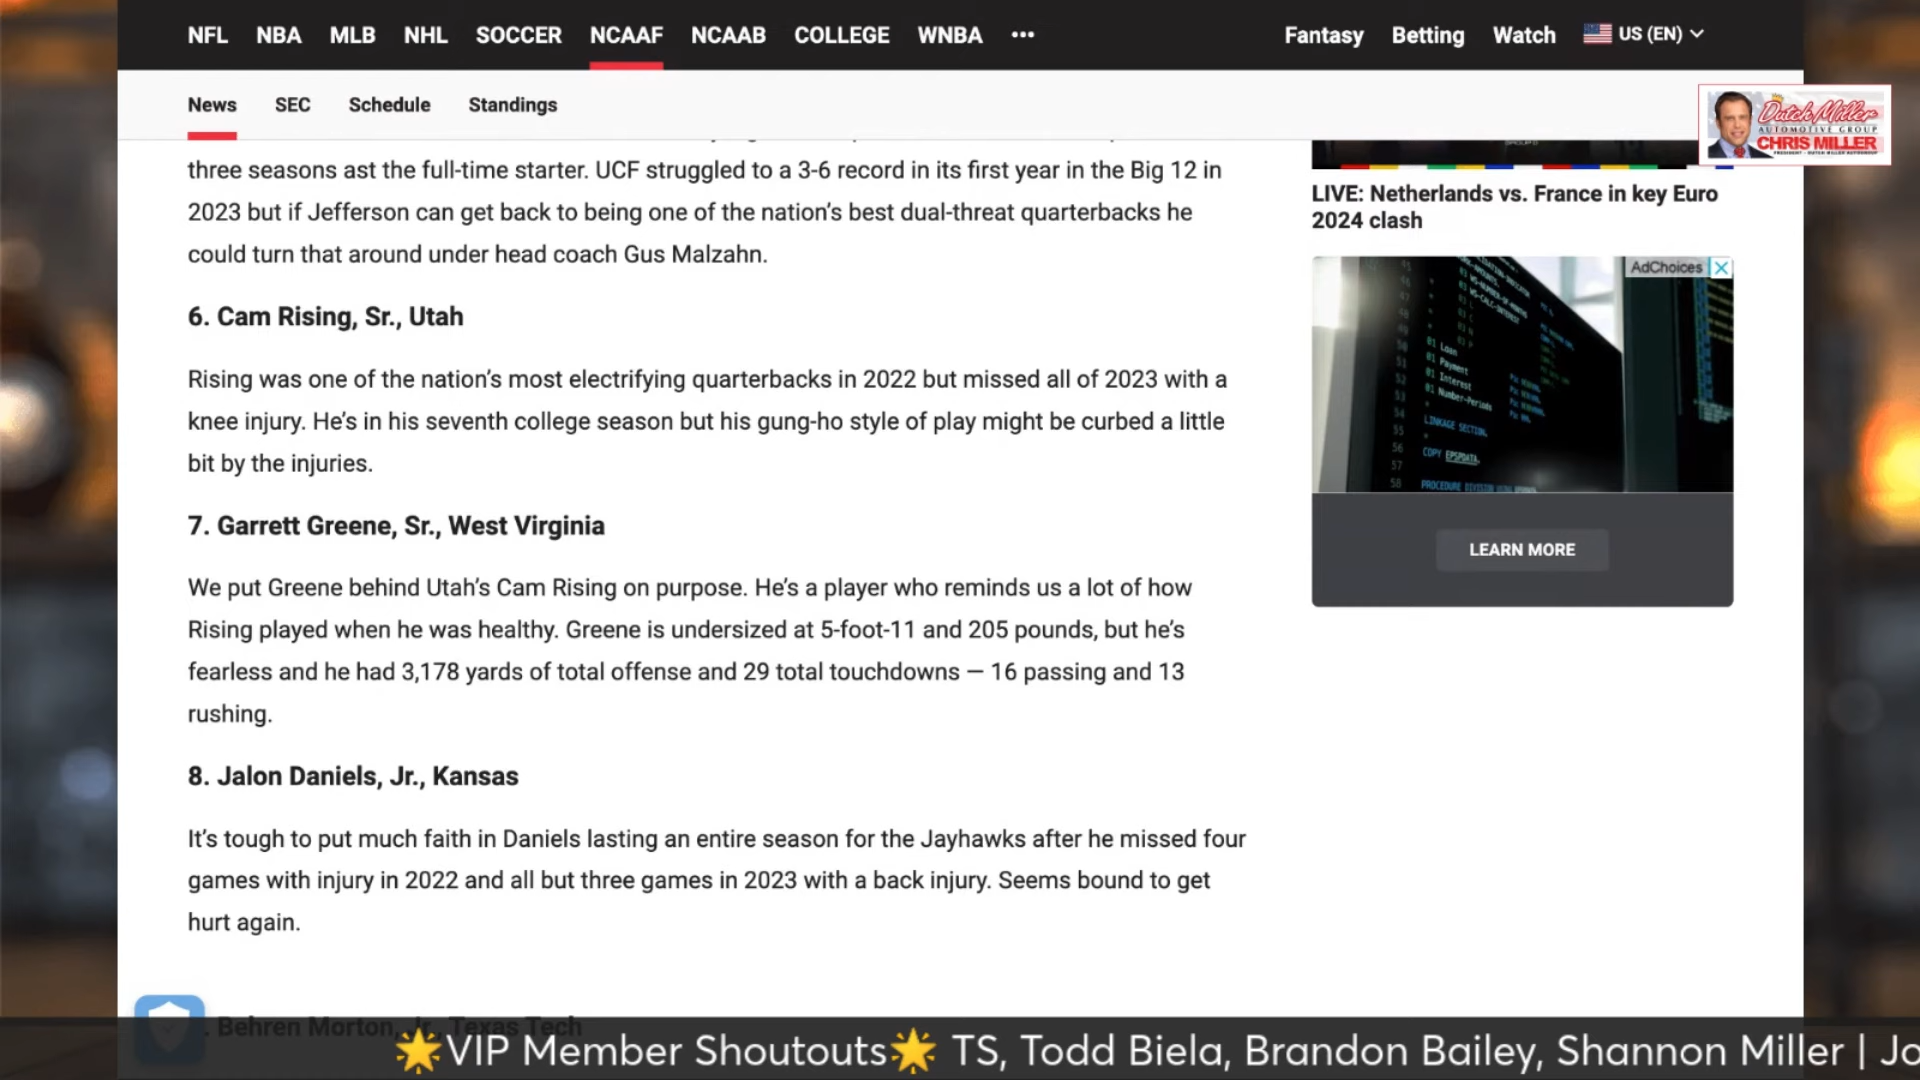 NFL NBA MLB NHL SOCCER NCAAF NCAAB COLLEGE WNBA ••• Fantasy Betting Watch US (EN)
News SEC Schedule Standings
Dutch Miller
AUTOMOTIVE GROUP
CHRIS MILLER
three seasons ast the full-time starter. UCF struggled to a 3-6 record in its first year in the Big 12 in
2023 but if Jefferson can get back to being one of the nation’s best dual-threat quarterbacks he
could turn that around under head coach Gus Malzahn.
6. Cam Rising, Sr., Utah
Rising was one of the nation’s most electrifying quarterbacks in 2022 but missed all of 2023 with a
knee injury. He’s in his seventh college season but his gung-ho style of play might be curbed a little
bit by the injuries.
7. Garrett Greene, Sr., West Virginia
We put Greene behind Utah’s Cam Rising on purpose. He’s a player who reminds us a lot of how
Rising played when he was healthy. Greene is undersized at 5-foot-11 and 205 pounds, but he’s
fearless and he had 3,178 yards of total offense and 29 total touchdowns — 16 passing and 13
rushing.
8. Jalon Daniels, Jr., Kansas
It’s tough to put much faith in Daniels lasting an entire season for the Jayhawks after he missed four
games with injury in 2022 and all but three games in 2023 with a back injury. Seems bound to get
hurt again.
. Behren Morton, Jr., Texas Tech
LIVE: Netherlands vs. France in key Euro
2024 clash
AdChoices
01 Loan
01 Payment
01 Interest
01 Number-Periods
LINKAGE SECTION.
COPY EPSPDATA.
LEARN MORE
🌟VIP Member Shoutouts🌟 TS, Todd Biela, Brandon Bailey, Shannon Miller | Jo